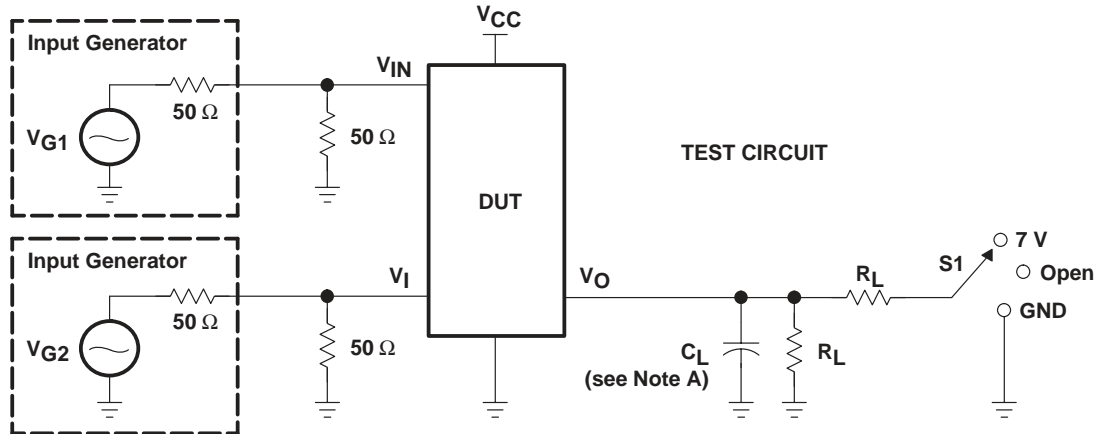 VCC
Input Generator
VIN
50 Ω
VG1
50 Ω
TEST CIRCUIT
DUT
Input Generator
VI
VO
50 Ω
VG2
50 Ω
CL
(see Note A)
RL
RL
S1
7 V
Open
GND